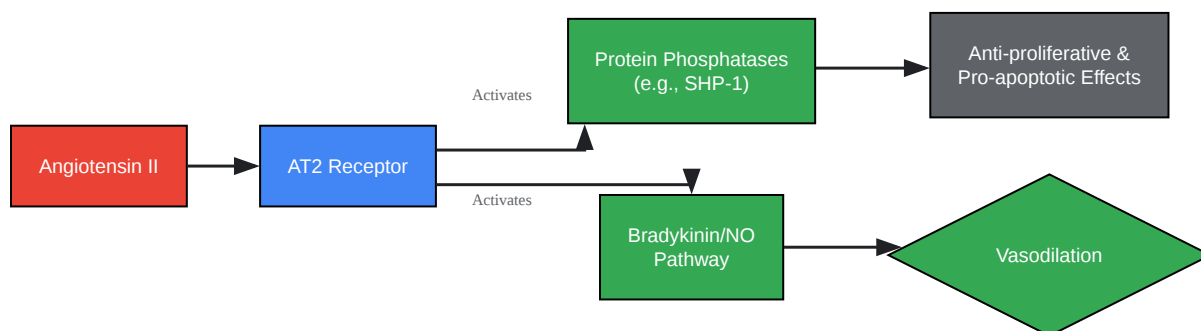 Angiotensin II
AT2 Receptor
Activates
Protein Phosphatases
(e.g., SHP-1)
Anti-proliferative &
Pro-apoptotic Effects
Activates
Bradykinin/NO
Pathway
Vasodilation